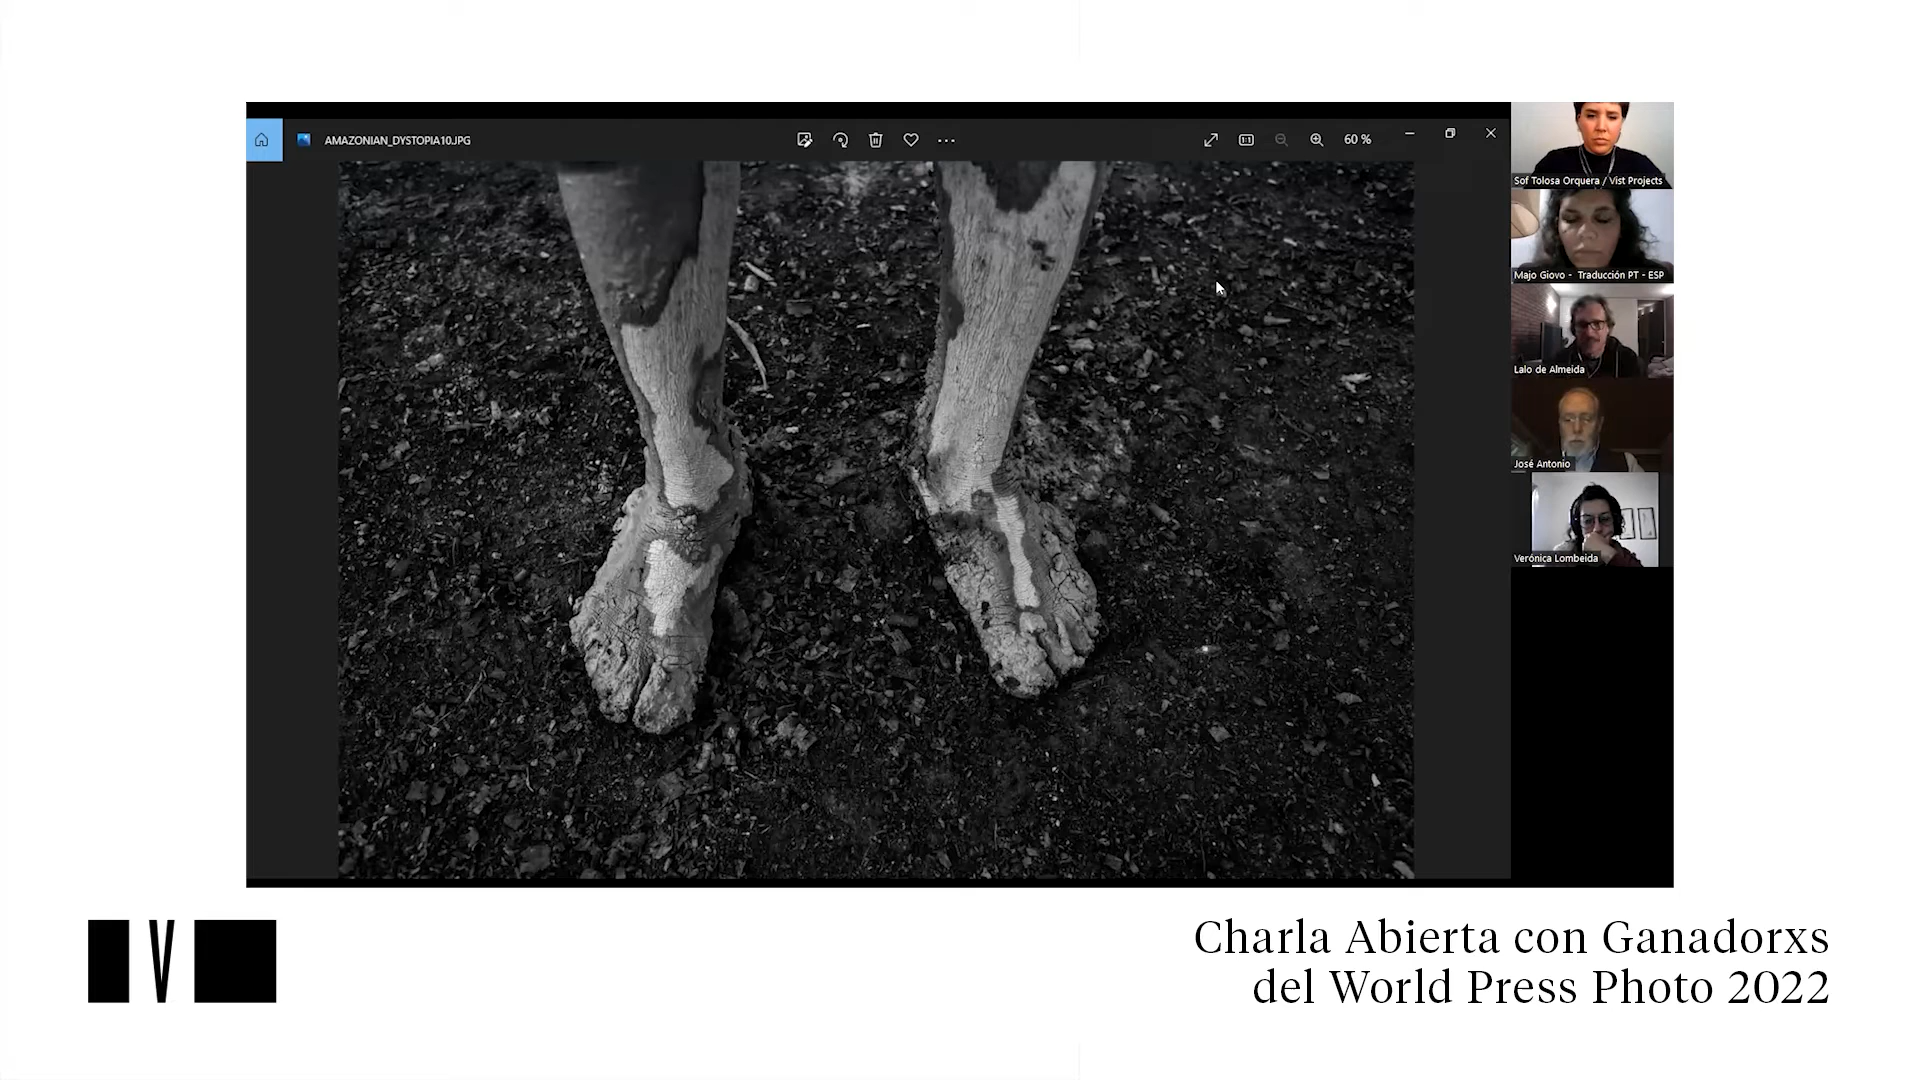 AMAZONIAN_DYSTOPIA10.JPG
60 %
Sof Tolosa Orquera / Vist Projects
Majo Giovo - Traducción PT - ESP
Lalo de Almeida
José Antonio
Verónica Lombeida
V
Charla Abierta con Ganadorxs
del World Press Photo 2022